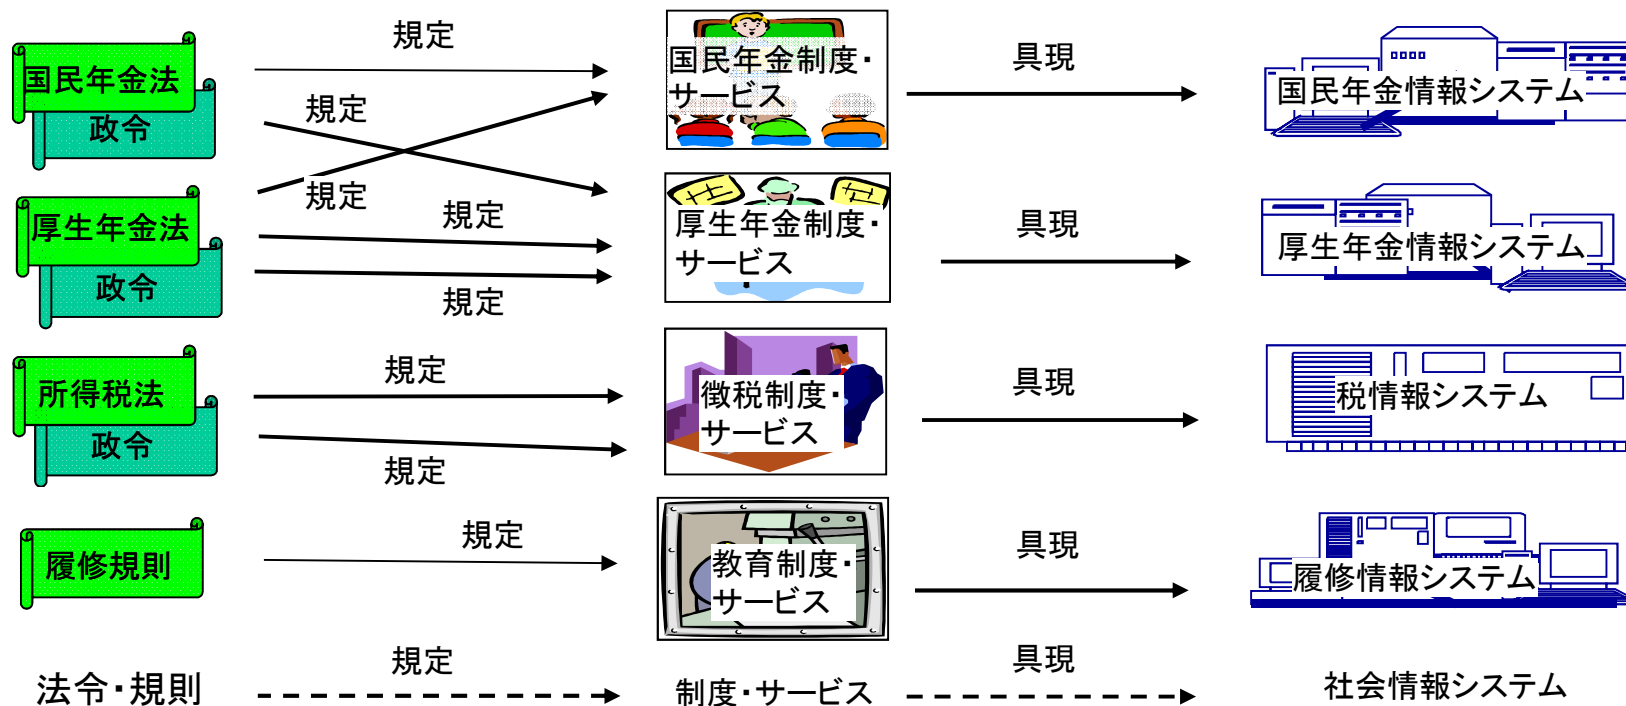 国民年金法
政令
規定
規定
国民年金制度・
サービス
具現
国民年金情報システム
厚生年金法
政令
規定
規定
規定
厚生年金制度・
サービス
具現
厚生年金情報システム
所得税法
政令
規定
規定
徴税制度・
サービス
具現
税情報システム
履修規則
規定
教育制度・
サービス
具現
履修情報システム
法令・規則
規定
制度・サービス
具現
社会情報システム